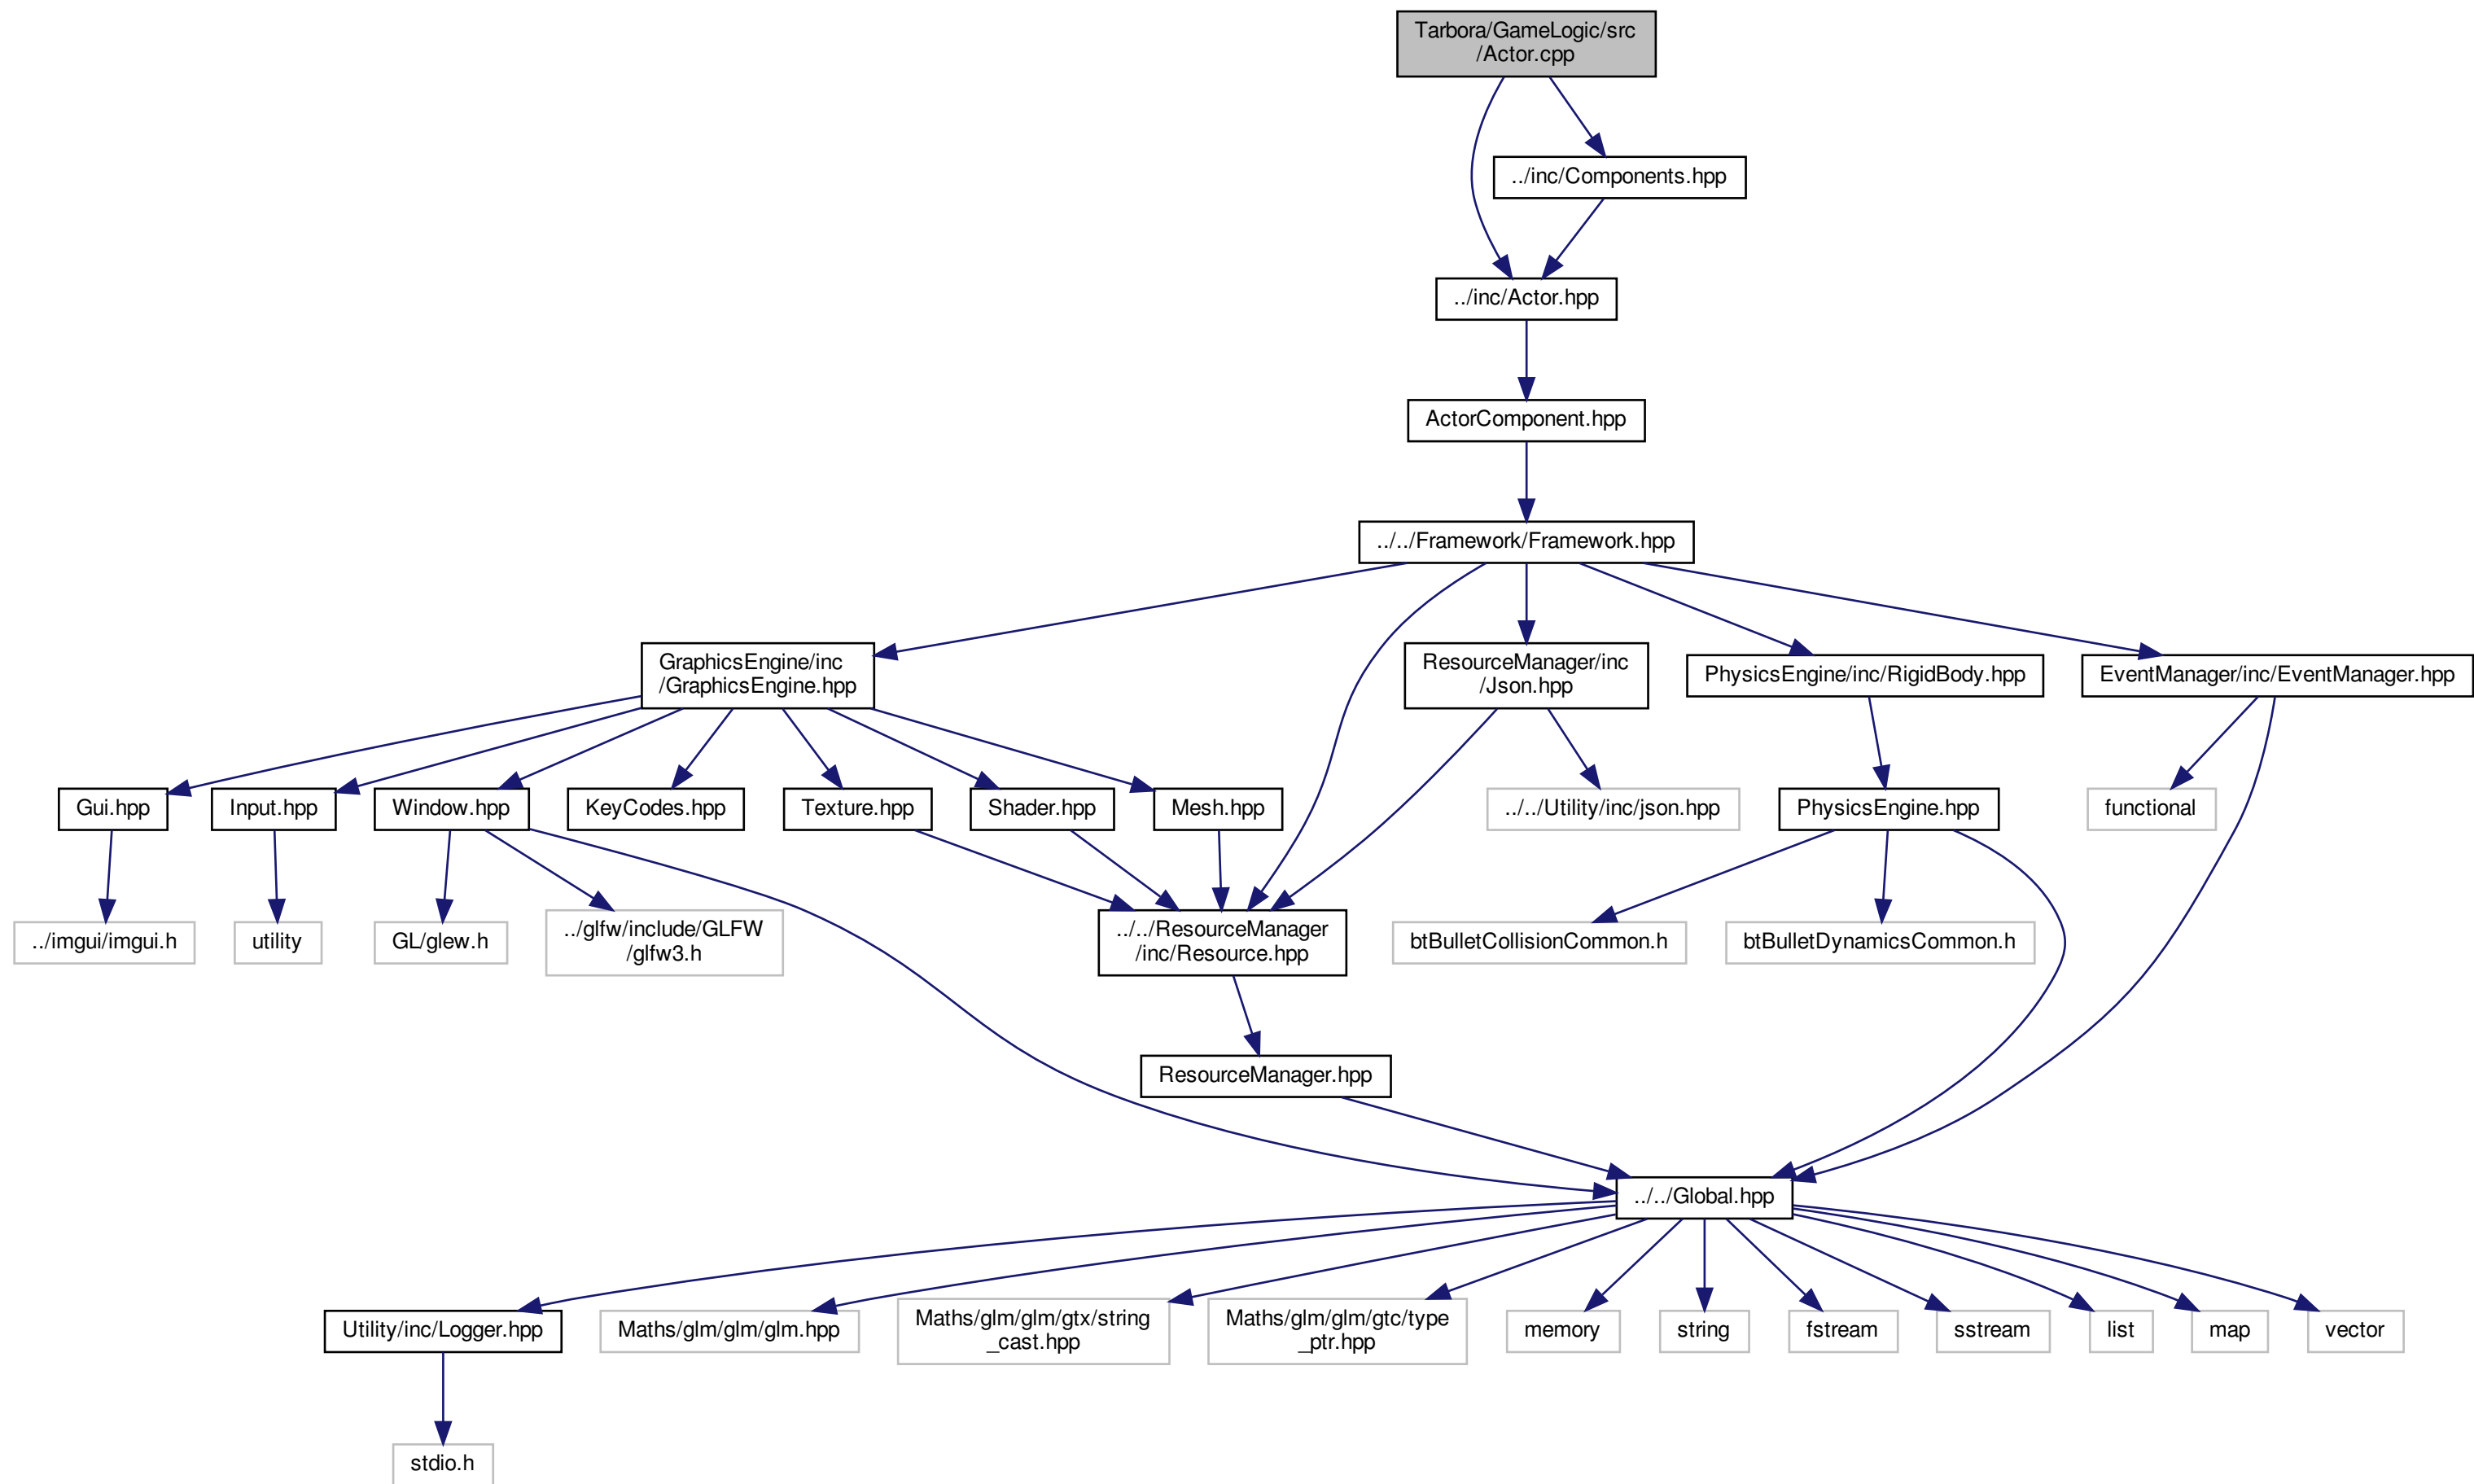 Tarbora/GameLogic/src
/Actor.cpp
../inc/Components.hpp
../inc/Actor.hpp
ActorComponent.hpp
../../Framework/Framework.hpp
GraphicsEngine/inc
/GraphicsEngine.hpp
ResourceManager/inc
/Json.hpp
PhysicsEngine/inc/RigidBody.hpp
EventManager/inc/EventManager.hpp
Gui.hpp
Input.hpp
Window.hpp
KeyCodes.hpp
Texture.hpp
Shader.hpp
Mesh.hpp
../../Utility/inc/json.hpp
PhysicsEngine.hpp
functional
../imgui/imgui.h
utility
GL/glew.h
../glfw/include/GLFW
/glfw3.h
../../ResourceManager
/inc/Resource.hpp
btBulletCollisionCommon.h
btBulletDynamicsCommon.h
ResourceManager.hpp
../../Global.hpp
Utility/inc/Logger.hpp
Maths/glm/glm/glm.hpp
Maths/glm/glm/gtx/string
_cast.hpp
Maths/glm/glm/gtc/type
_ptr.hpp
memory
string
fstream
sstream
list
map
vector
stdio.h